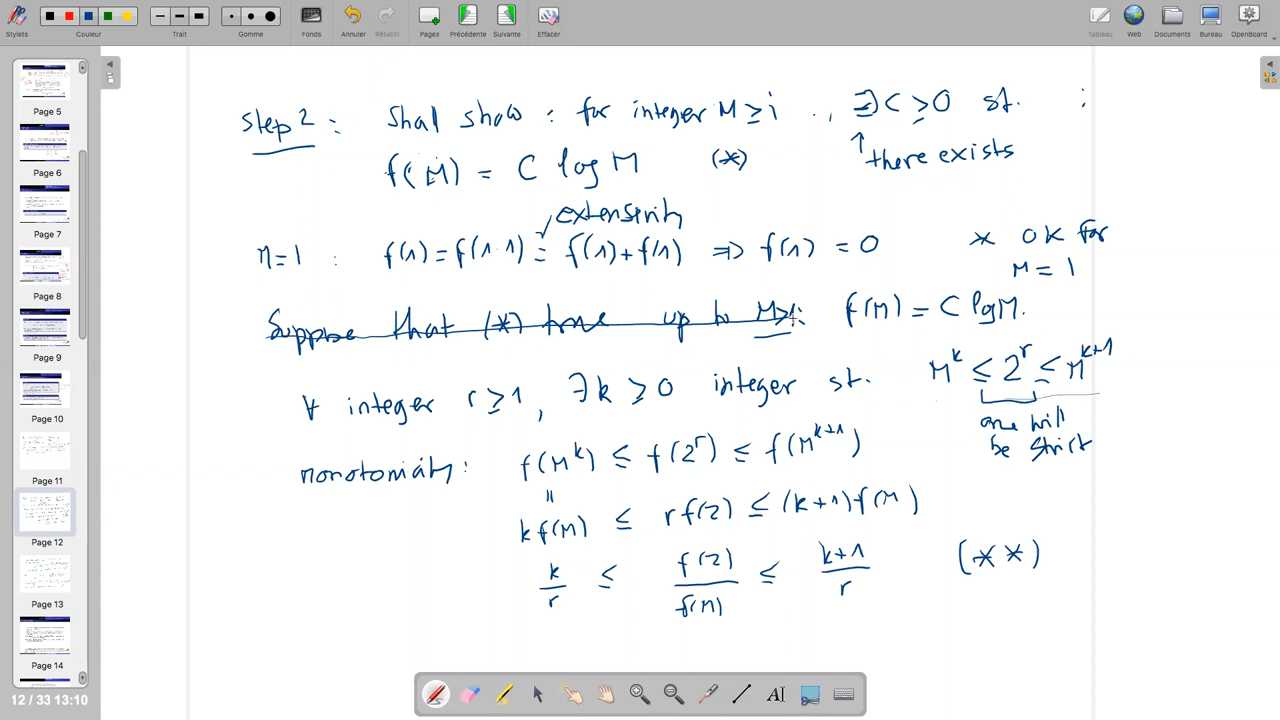 Styles
Couleur
Trait
Gomme
Fonds
Annuler
Rétablir
Pages
Précédente
Suivante
Effacer
Tableau
Web
Documents
Bureau
OpenBoard
Page 5
Page 6
Page 7
Page 8
Page 9
Page 10
Page 11
Page 12
Page 13
Page 14
12 / 33 13:10
Step 2 : Shal show : for integer M ≥ 1 , ∃ C > 0 st. :
↑ there exists
f(M) = C log M (*)
extensivity
M=1 : f(1) = f(1·1) = f(1)+f(1) ⇒ f(1) = 0 * OK for
M = 1
Suppose that (*) true up to M>1: f(M) = C log M.
∀ integer r ≥ 1, ∃ k ≥ 0 integer st. M^k ≤ 2^r ≤ M^{k+1}
one will
be strict
monotonicity: f(M^k) ≤ f(2^r) ≤ f(M^{k+1})
k f(M) ≤ r f(2) ≤ (k+1) f(M)
k/r ≤ f(2)/f(M) ≤ k+1/r (**)
AI